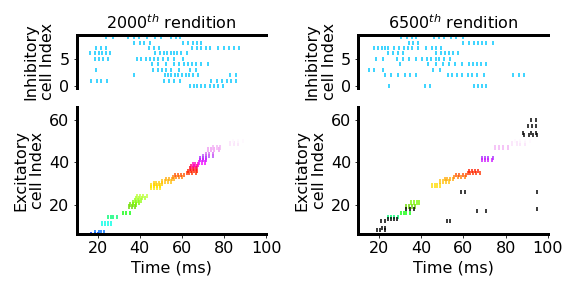 2000th rendition
6500th rendition
Inhibitory
cell Index
5
0
Inhibitory
cell Index
5
0
Excitatory
cell Index
60
40
20
Excitatory
cell Index
60
40
20
20 40 60 80 100
20 40 60 80 100
Time (ms)
Time (ms)